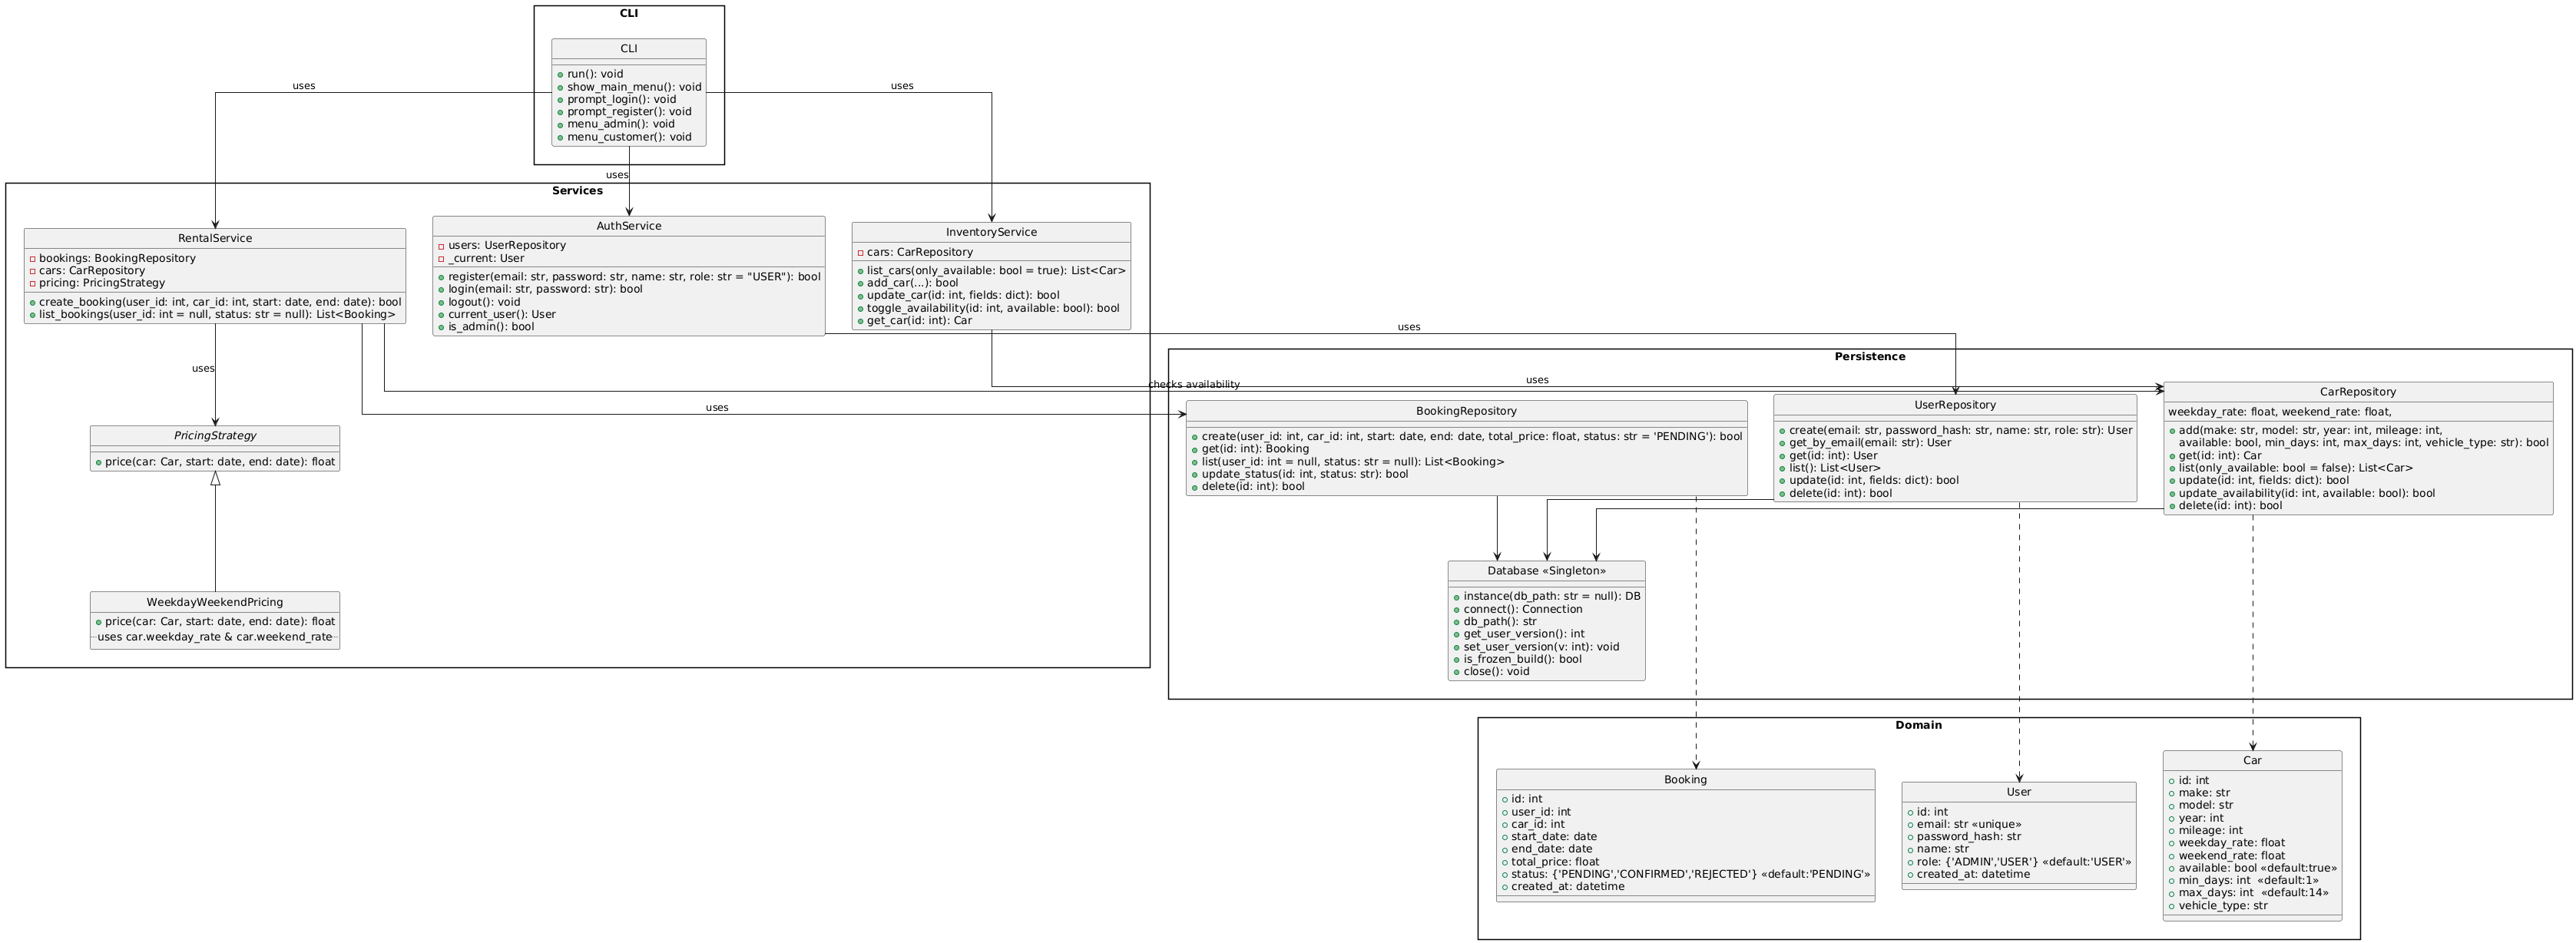 CLI
CLI
run(): void
show_main_menu(): void
prompt_login(): void
prompt_register(): void
menu_admin(): void
menu_customer(): void
uses
uses
uses
Services
RentalService
bookings: BookingRepository
cars: CarRepository
pricing: PricingStrategy
create_booking(user_id: int, car_id: int, start: date, end: date): bool
list_bookings(user_id: int = null, status: str = null): List<Booking>
AuthService
users: UserRepository
_current: User
register(email: str, password: str, name: str, role: str = "USER"): bool
login(email: str, password: str): bool
logout(): void
current_user(): User
is_admin(): bool
InventoryService
cars: CarRepository
list_cars(only_available: bool = true): List<Car>
add_car(...): bool
update_car(id: int, fields: dict): bool
toggle_availability(id: int, available: bool): bool
get_car(id: int): Car
uses
uses
checks availability
uses
uses
PricingStrategy
price(car: Car, start: date, end: date): float
WeekdayWeekendPricing
price(car: Car, start: date, end: date): float
uses car.weekday_rate & car.weekend_rate
Persistence
BookingRepository
create(user_id: int, car_id: int, start: date, end: date, total_price: float, status: str = 'PENDING'): bool
get(id: int): Booking
list(user_id: int = null, status: str = null): List<Booking>
update_status(id: int, status: str): bool
delete(id: int): bool
UserRepository
create(email: str, password_hash: str, name: str, role: str): User
get_by_email(email: str): User
get(id: int): User
list(): List<User>
update(id: int, fields: dict): bool
delete(id: int): bool
CarRepository
weekday_rate: float, weekend_rate: float,
add(make: str, model: str, year: int, mileage: int,
available: bool, min_days: int, max_days: int, vehicle_type: str): bool
get(id: int): Car
list(only_available: bool = false): List<Car>
update(id: int, fields: dict): bool
update_availability(id: int, available: bool): bool
delete(id: int): bool
Database «Singleton»
instance(db_path: str = null): DB
connect(): Connection
db_path(): str
get_user_version(): int
set_user_version(v: int): void
is_frozen_build(): bool
close(): void
Domain
Booking
id: int
user_id: int
car_id: int
start_date: date
end_date: date
total_price: float
status: {'PENDING','CONFIRMED','REJECTED'} «default:'PENDING'»
created_at: datetime
User
id: int
email: str «unique»
password_hash: str
name: str
role: {'ADMIN','USER'} «default:'USER'»
created_at: datetime
Car
id: int
make: str
model: str
year: int
mileage: int
weekday_rate: float
weekend_rate: float
available: bool «default:true»
min_days: int «default:1»
max_days: int «default:14»
vehicle_type: str